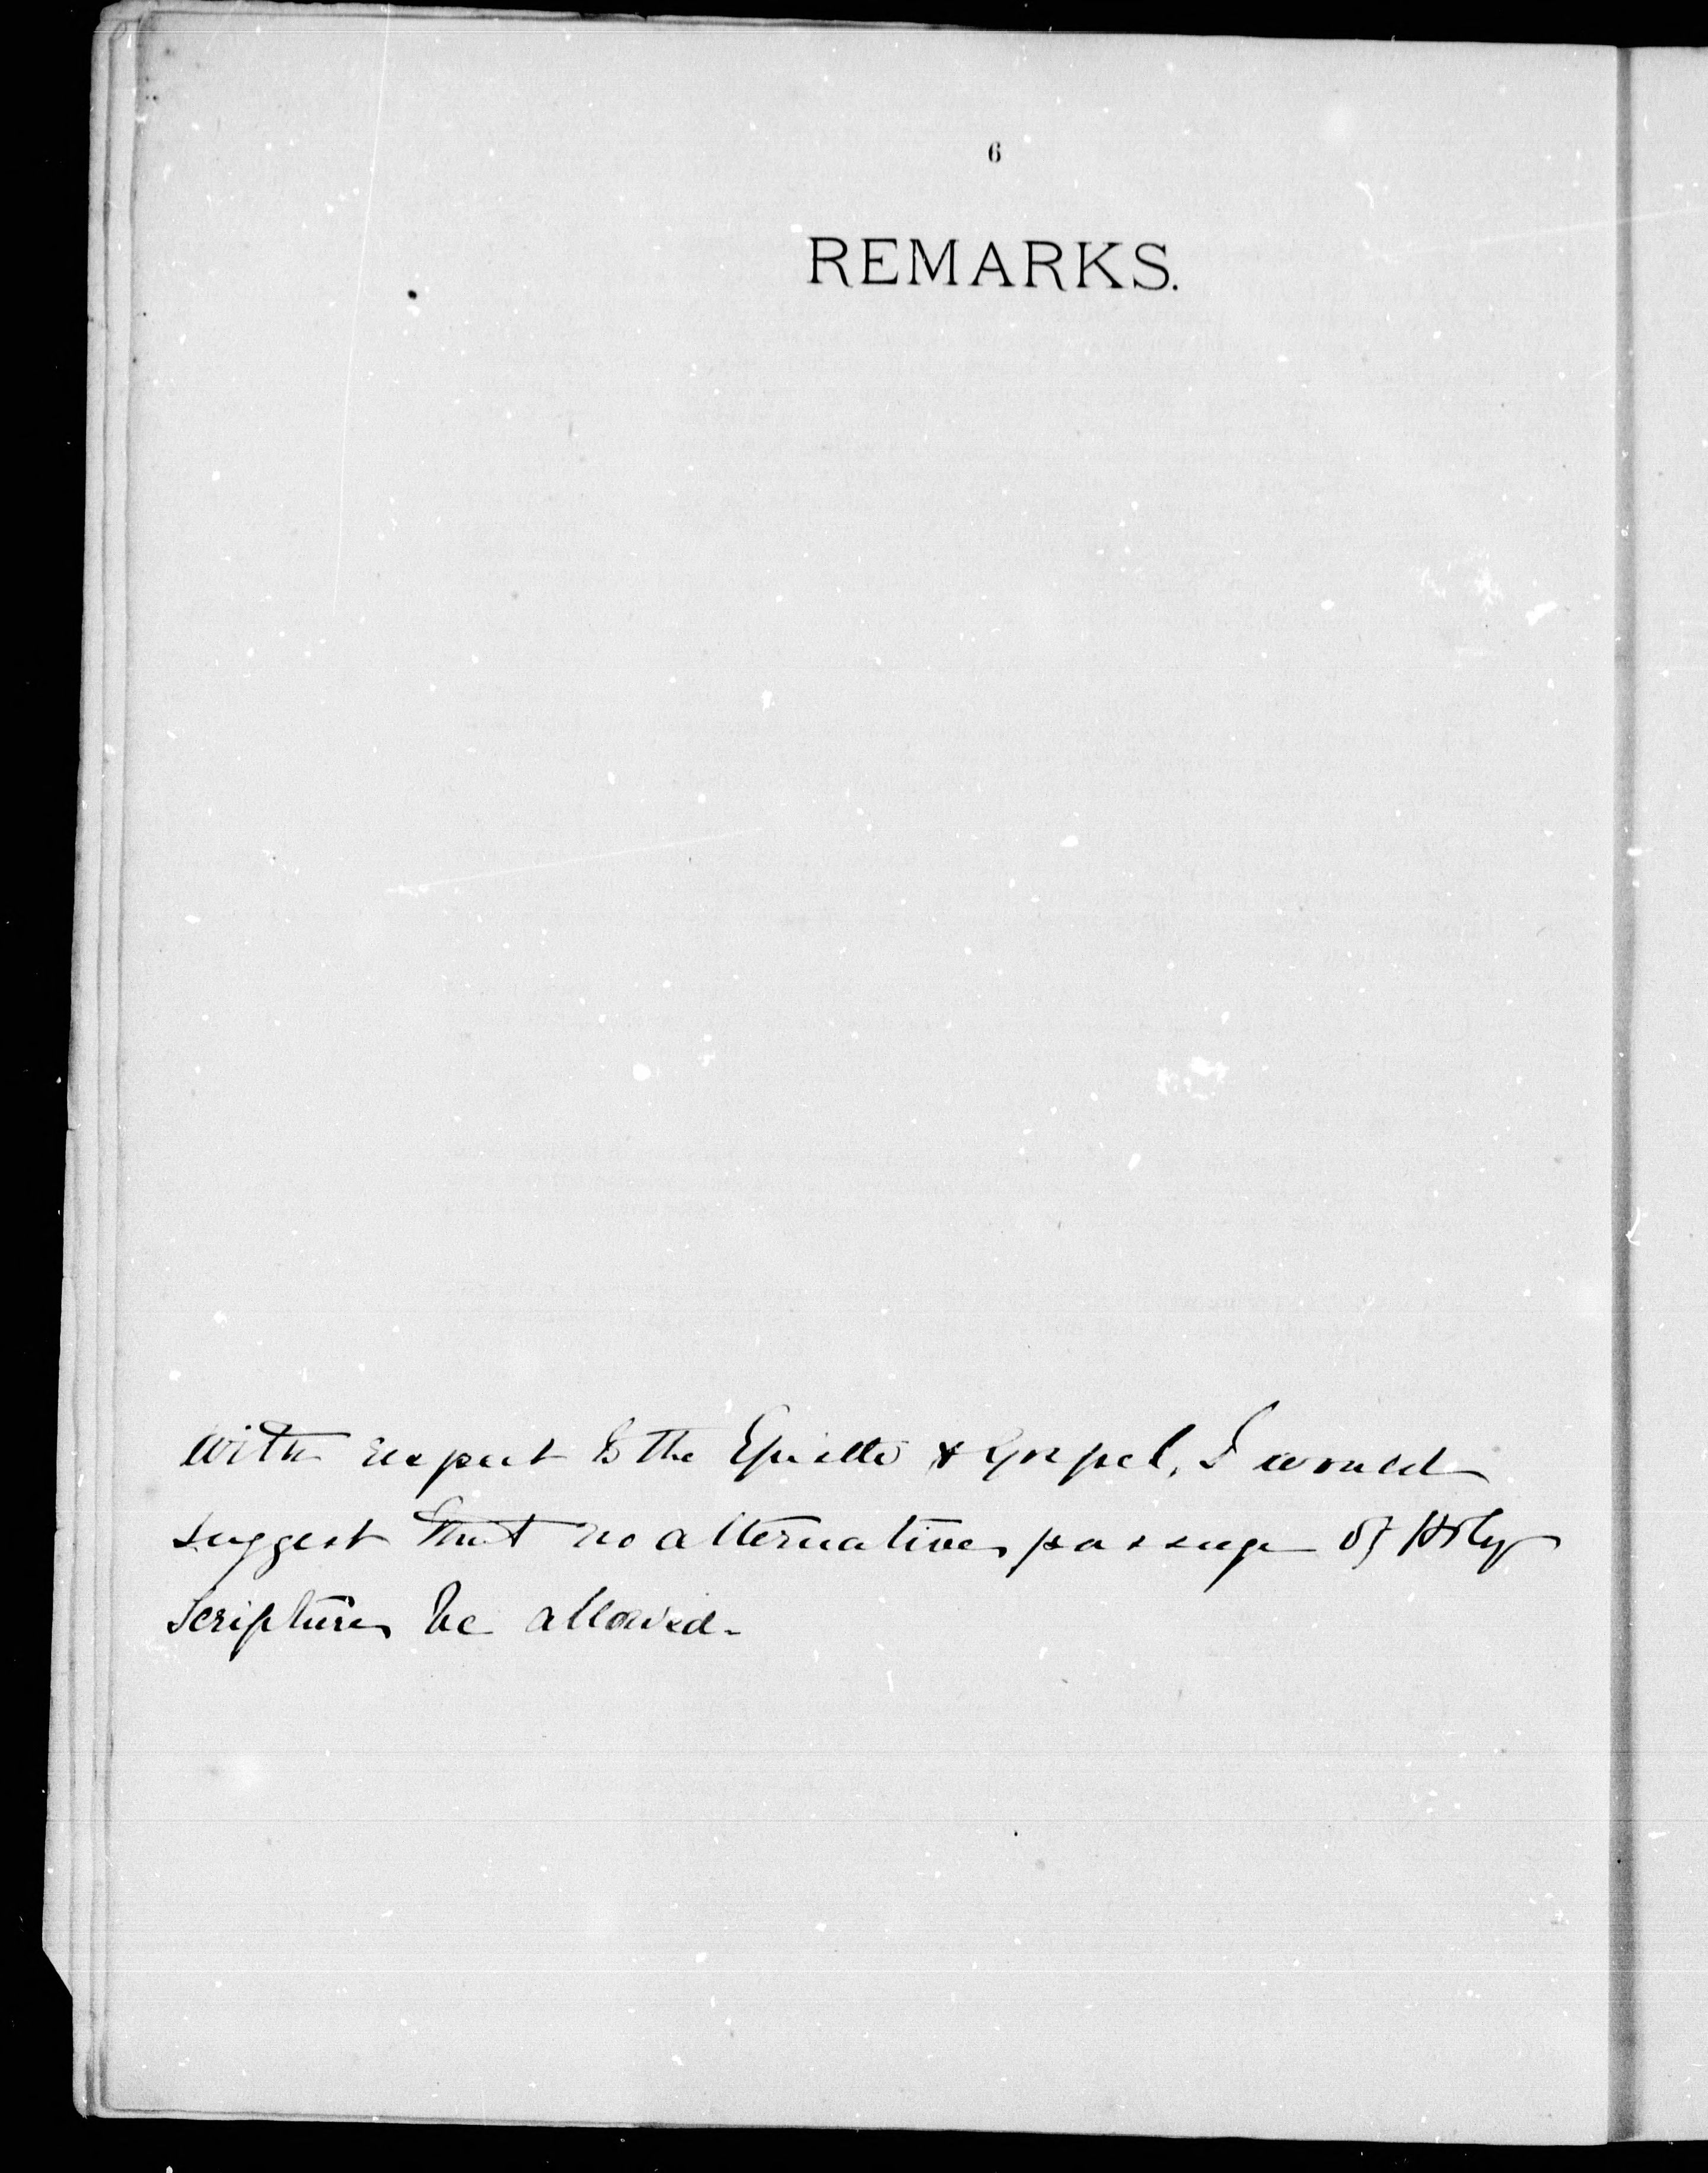 6
REMARKS.
With respect to the Epistle & Gospel, I would
suggest that no alternative passage of Holy
Scripture be allowed.